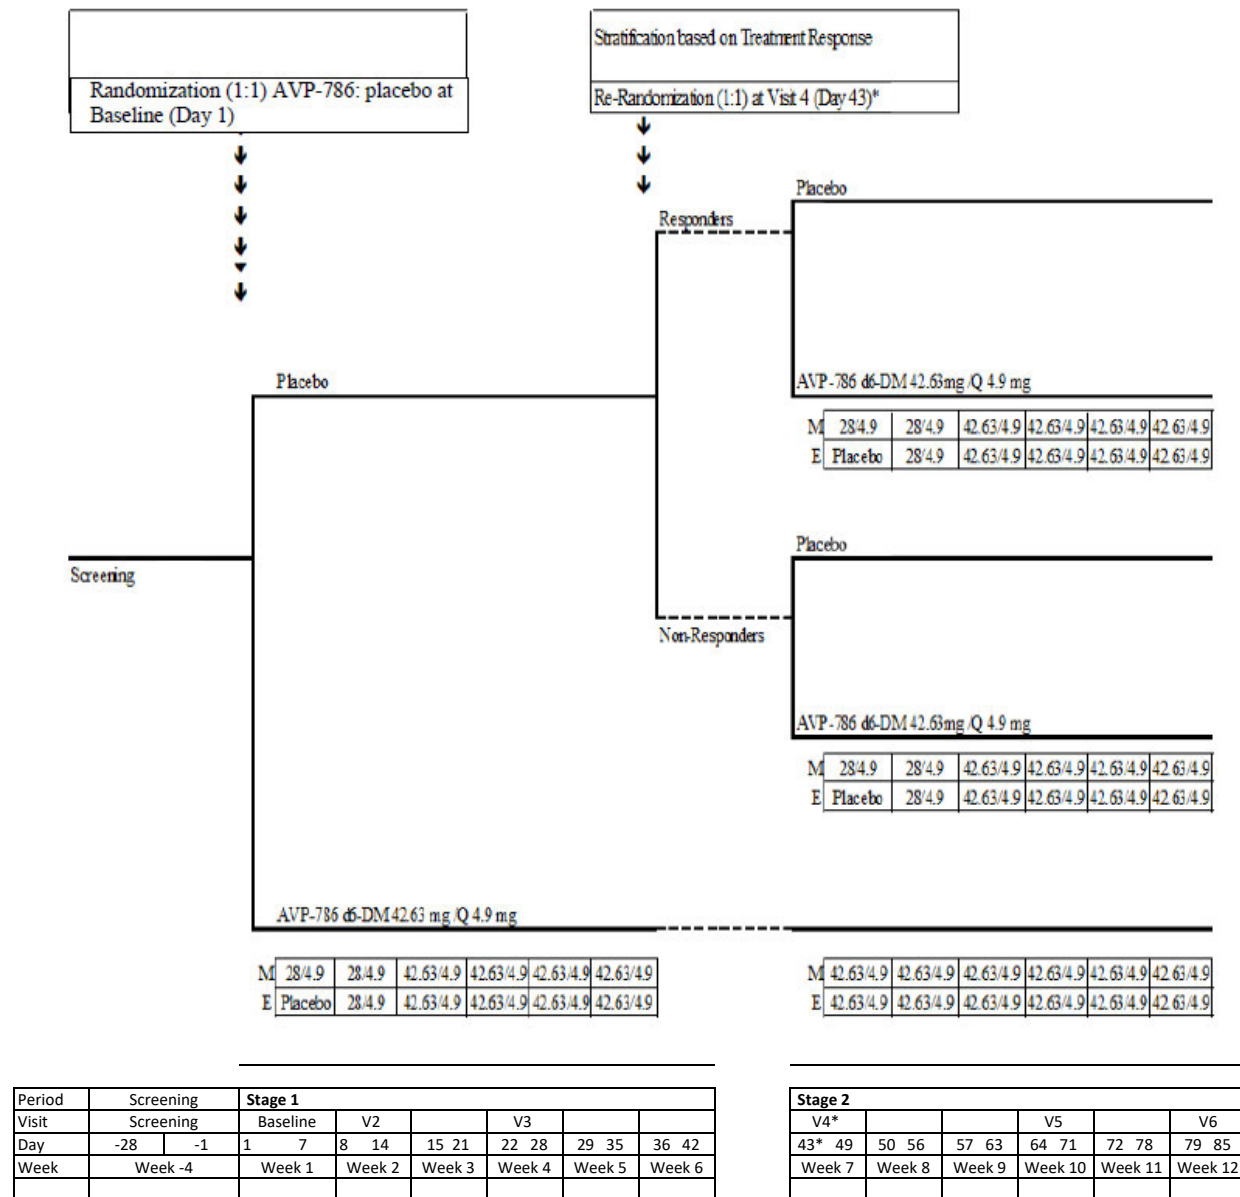 Randomization (1:1) AVP-786: placebo at
Baseline (Day 1)
Stratification based on Treatment Response
Re-Randomization (1:1) at Visit 4 (Day 43)*
Placebo
Responders
Placebo
AVP-786 d6-DM 42.63mg /Q 4.9 mg
M 28/4.9 28/4.9 42.63/4.9 42.63/4.9 42.63/4.9 42.63/4.9
E Placebo 28/4.9 42.63/4.9 42.63/4.9 42.63/4.9 42.63/4.9
Placebo
Screening
Non-Responders
AVP-786 d6-DM 42.63mg /Q 4.9 mg
M 28/4.9 28/4.9 42.63/4.9 42.63/4.9 42.63/4.9 42.63/4.9
E Placebo 28/4.9 42.63/4.9 42.63/4.9 42.63/4.9 42.63/4.9
AVP-786 d6-DM 42.63 mg /Q 4.9 mg
M 28/4.9 28/4.9 42.63/4.9 42.63/4.9 42.63/4.9 42.63/4.9
E Placebo 28/4.9 42.63/4.9 42.63/4.9 42.63/4.9 42.63/4.9
M 42.63/4.9 42.63/4.9 42.63/4.9 42.63/4.9 42.63/4.9 42.63/4.9
E 42.63/4.9 42.63/4.9 42.63/4.9 42.63/4.9 42.63/4.9 42.63/4.9
Period Screening Stage 1
Visit Screening Baseline V2 V3
Day -28 -1 1 7 8 14 15 21 22 28 29 35 36 42
Week Week -4 Week 1 Week 2 Week 3 Week 4 Week 5 Week 6
Stage 2
V4* V5 V6
43* 49 50 56 57 63 64 71 72 78 79 85
Week 7 Week 8 Week 9 Week 10 Week 11 Week 12